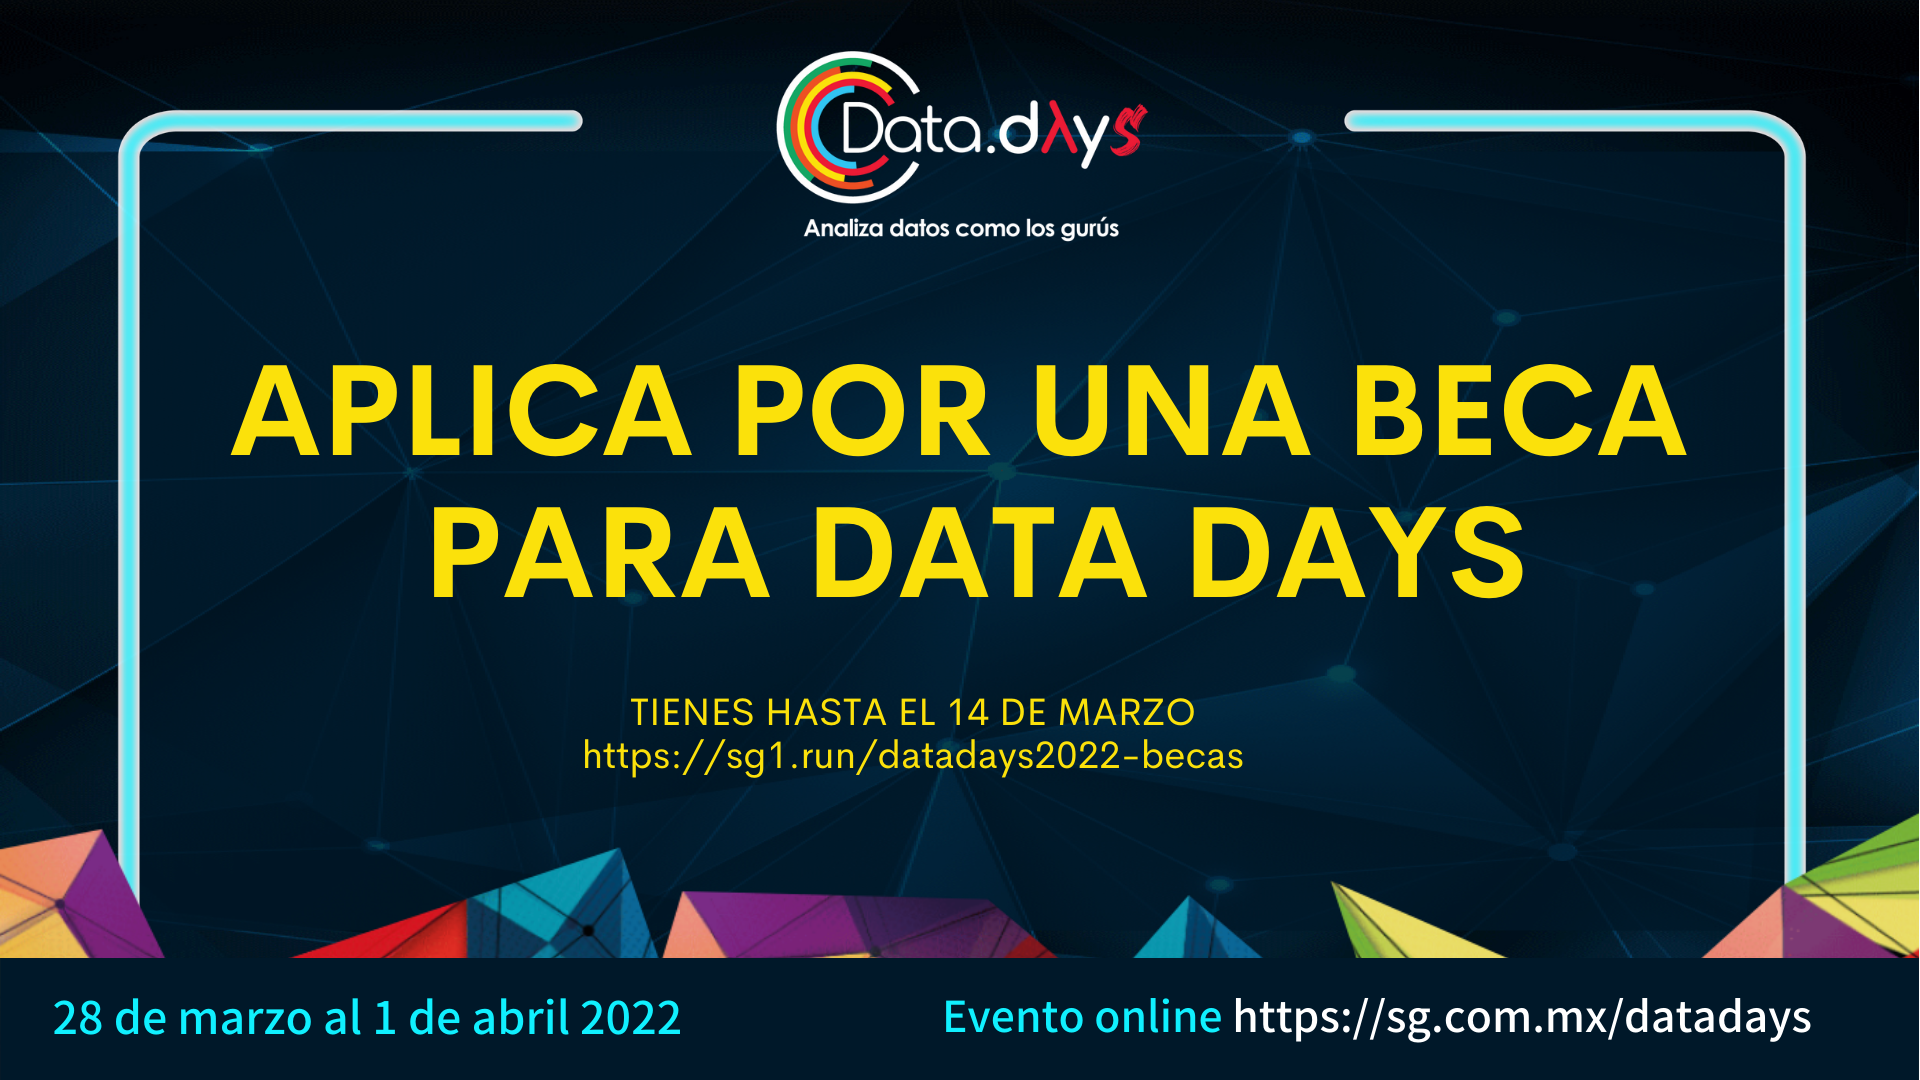 Data.dAys
Analiza datos como los gurús
APLICA POR UNA BECA
PARA DATA DAYS
TIENES HASTA EL 14 DE MARZO
https://sg1.run/datadays2022-becas
28 de marzo al 1 de abril 2022
Evento online https://sg.com.mx/datadays